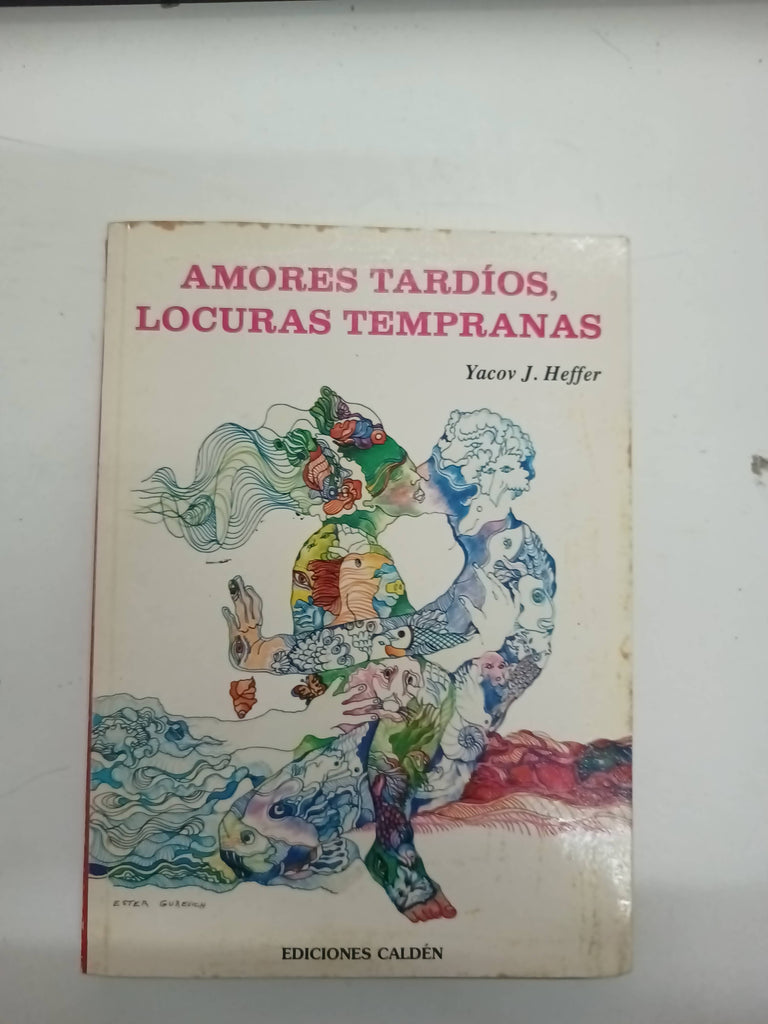 AMORES TARDÍOS,
LOCURAS TEMPRANAS
Yacov J. Heffer
ESTER GUREVICH
EDICIONES CALDÉN